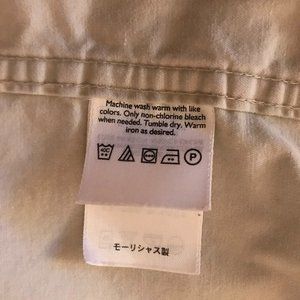 Machine wash warm with like
colors. Only non-chlorine bleach
when needed. Tumble dry. Warm
iron as desired.
モーリシャス製